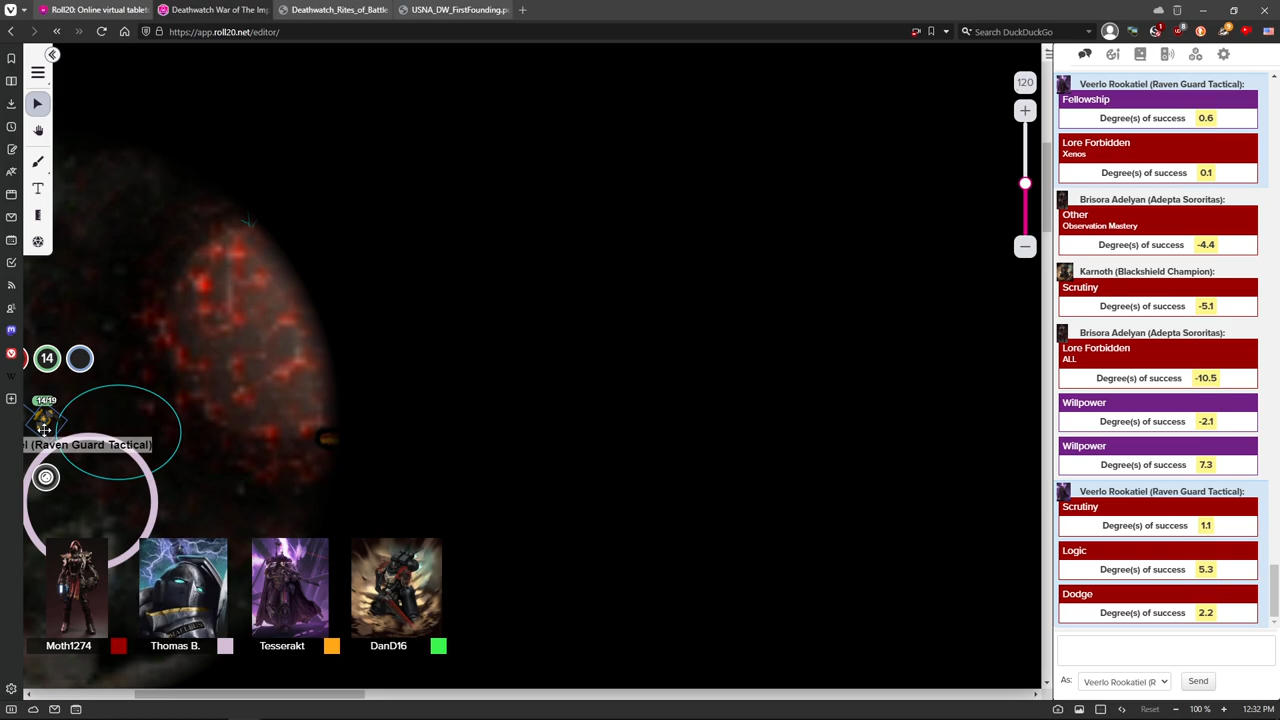 Roll20: Online virtual tablet
Deathwatch War of The Imp
Deathwatch_Rites_of_Battle
USNA_DW_FirstFounding.p
https://app.roll20.net/editor/
Search DuckDuckGo
120
14
14/19
el (Raven Guard Tactical)
Moth1274
Thomas B.
Tesserakt
DanD16
Veerlo Rookatiel (Raven Guard Tactical):
Fellowship
Degree(s) of success 0.6
Lore Forbidden
Xenos
Degree(s) of success 0.1
Brisora Adelyan (Adepta Sororitas):
Other
Observation Mastery
Degree(s) of success -4.4
Karnoth (Blackshield Champion):
Scrutiny
Degree(s) of success -5.1
Brisora Adelyan (Adepta Sororitas):
Lore Forbidden
ALL
Degree(s) of success -10.5
Willpower
Degree(s) of success -2.1
Willpower
Degree(s) of success 7.3
Veerlo Rookatiel (Raven Guard Tactical):
Scrutiny
Degree(s) of success 1.1
Logic
Degree(s) of success 5.3
Dodge
Degree(s) of success 2.2
As: Veerlo Rookatiel (R Send
Reset 100 % 12:32 PM